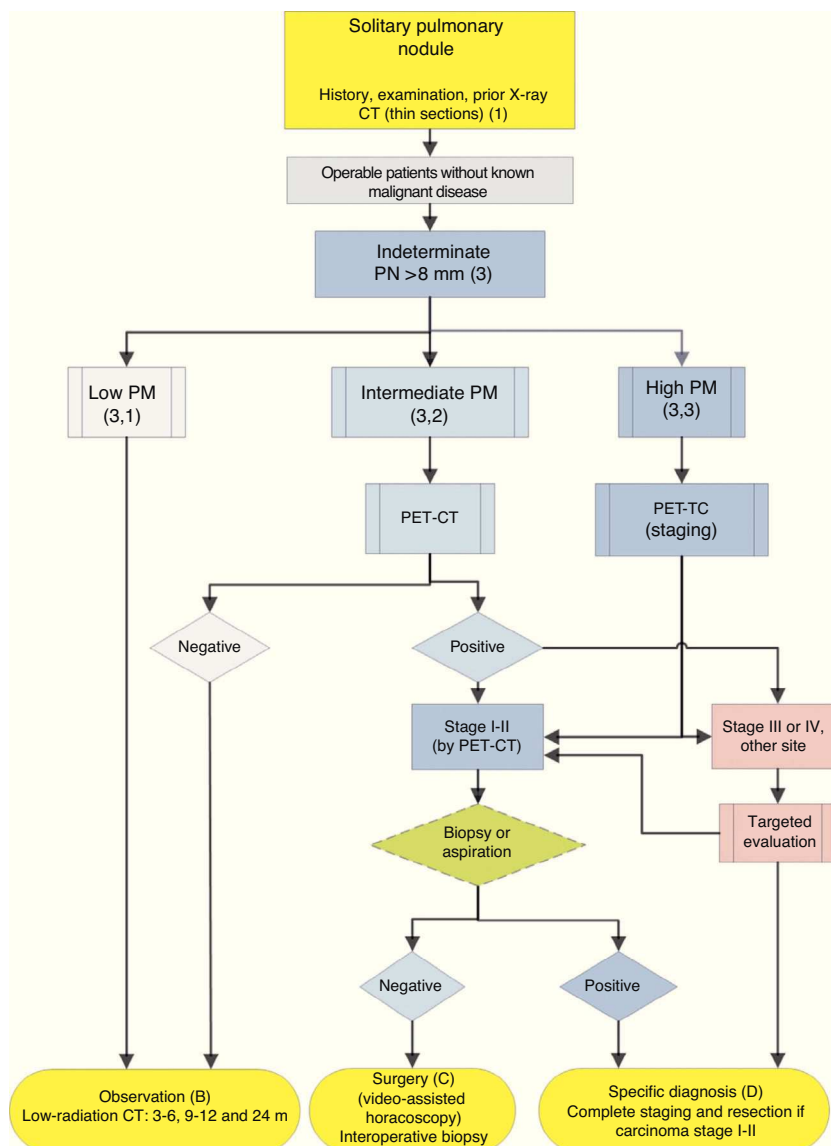 Solitary pulmonary
nodule
History, examination, prior X-ray
CT (thin sections) (1)
Operable patients without known
malignant disease
Indeterminate
PN >8 mm (3)
Low PM
(3,1)
Intermediate PM
(3,2)
High PM
(3,3)
PET-CT
PET-TC
(staging)
Negative
Positive
Stage I-II
(by PET-CT)
Stage III or IV,
other site
Biopsy or
aspiration
Targeted
evaluation
Negative
Positive
Observation (B)
Low-radiation CT: 3-6, 9-12 and 24 m
Surgery (C)
(video-assisted
horacoscopy)
Interoperative biopsy
Specific diagnosis (D)
Complete staging and resection if
carcinoma stage I-II